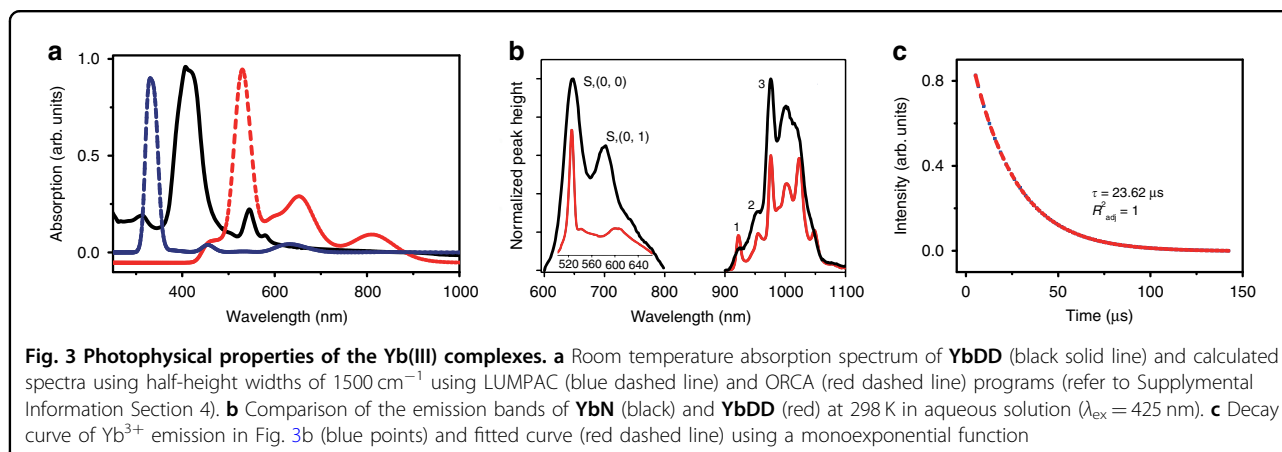 a
Absorption (arb. units)
1.0
0.5
0.0
400
600
800
1000
Wavelength (nm)
b
Normalized peak height
S,(0, 0)
S,(0, 1)
3
2
1
520
560
600
640
600
700
900
1000
1100
Wavelength (nm)
c
Intensity (arb. units)
0.8
0.4
0.0
τ = 23.62 µs
R²adj = 1
0
50
100
150
Time (µs)
Fig. 3 Photophysical properties of the Yb(III) complexes. a Room temperature absorption spectrum of YbDD (black solid line) and calculated
spectra using half-height widths of 1500 cm⁻¹ using LUMPAC (blue dashed line) and ORCA (red dashed line) programs (refer to Supplymental
Information Section 4). b Comparison of the emission bands of YbN (black) and YbDD (red) at 298 K in aqueous solution (λex = 425 nm). c Decay
curve of Yb³⁺ emission in Fig. 3b (blue points) and fitted curve (red dashed line) using a monoexponential function